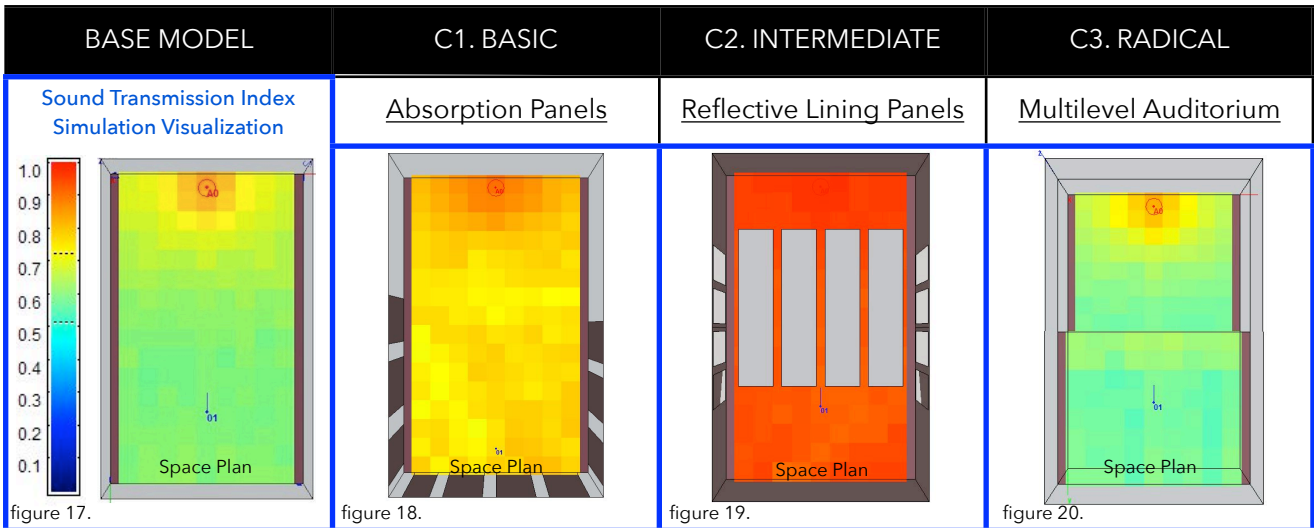 BASE MODEL
C1. BASIC
C2. INTERMEDIATE
C3. RADICAL
Sound Transmission Index
Simulation Visualization
Absorption Panels
Reflective Lining Panels
Multilevel Auditorium
1.0
0.9
0.8
0.7
0.6
0.5
0.4
0.3
0.2
0.1
A0
01
Space Plan
figure 17.
A0
01
Space Plan
figure 18.
01
Space Plan
figure 19.
A0
01
Space Plan
figure 20.